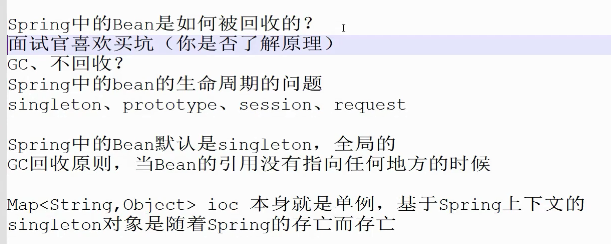 Spring中的Bean是如何被回收的？
面试官喜欢买坑（你是否了解原理）
GC、不回收？
Spring中的bean的生命周期的问题
singleton、prototype、session、request
Spring中的Bean默认是singleton，全局的
GC回收原则，当Bean的引用没有指向任何地方的时候
Map<String,Object> ioc 本身就是单例，基于Spring上下文的
singleton对象是随着Spring的存亡而存亡